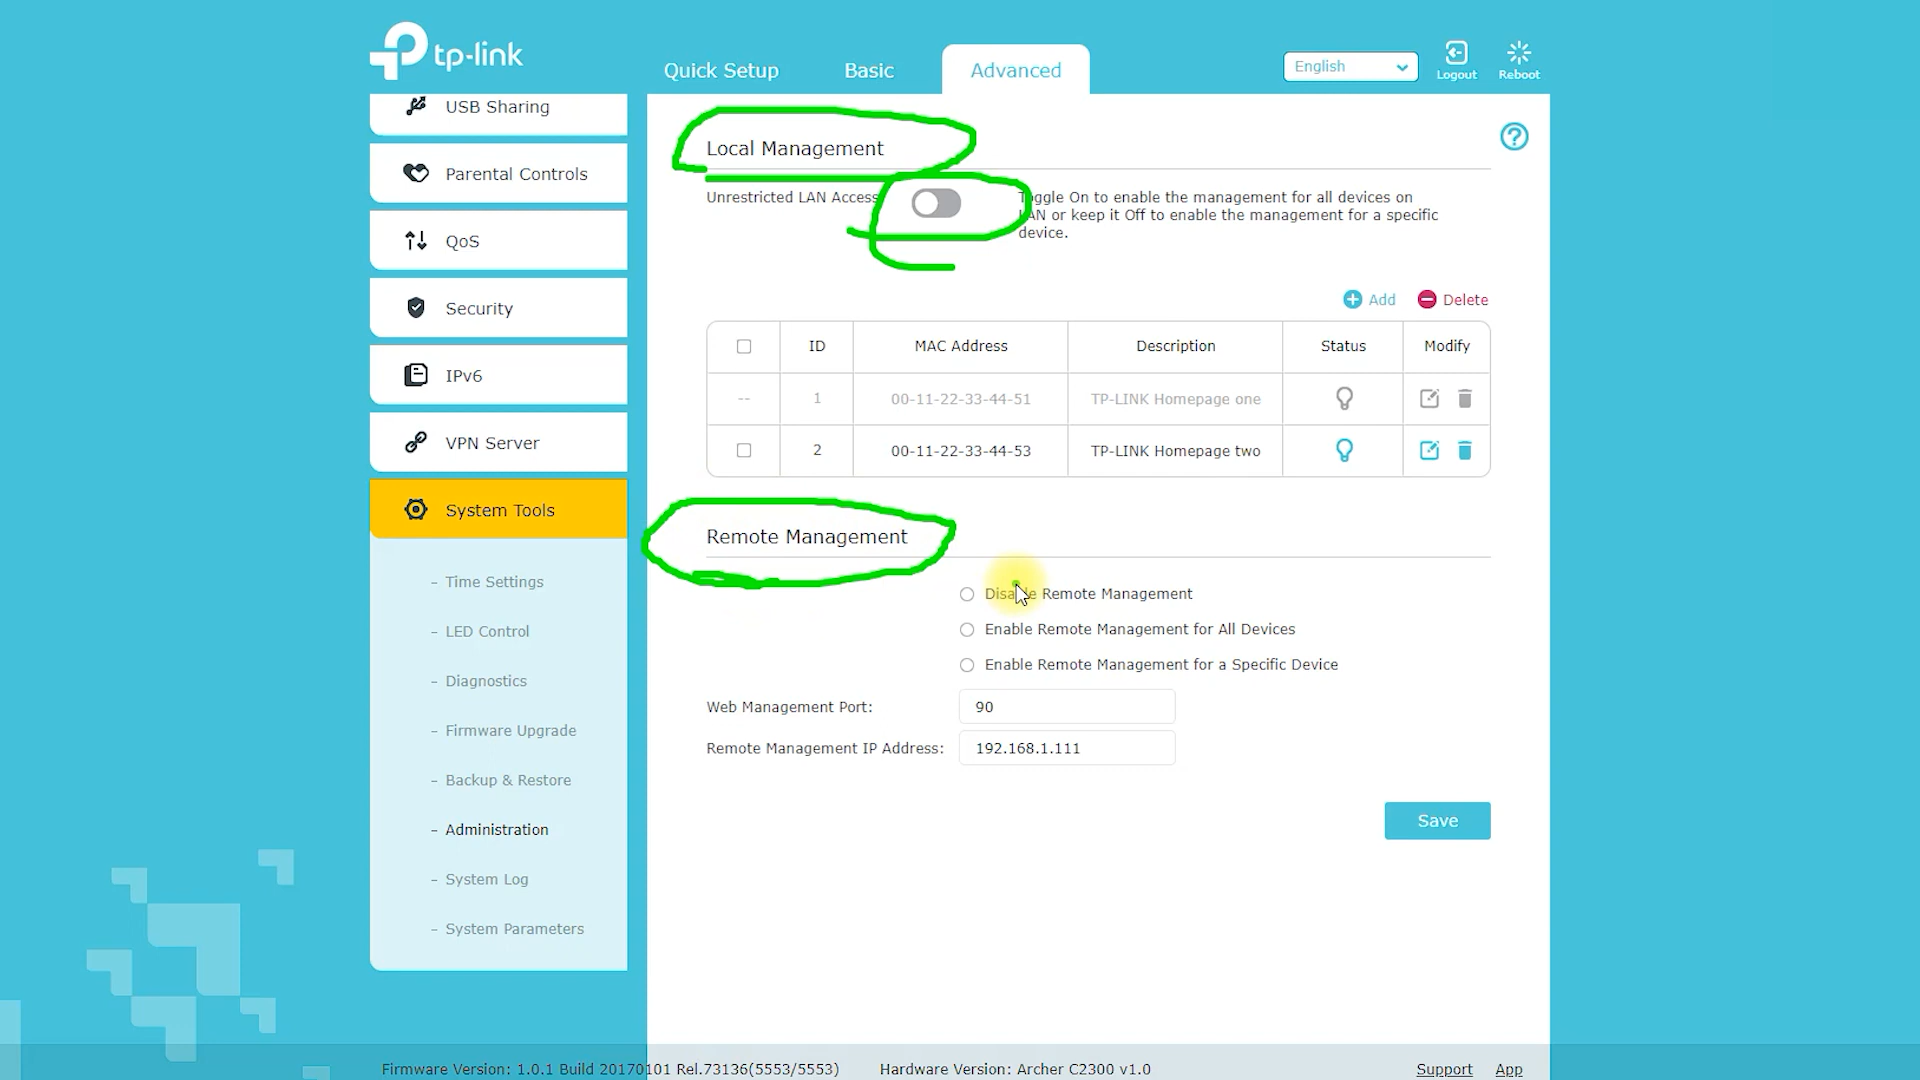 tp-link
Quick Setup Basic Advanced English Logout Reboot
USB Sharing
Parental Controls
QoS
Security
IPv6
VPN Server
System Tools
- Time Settings
- LED Control
- Diagnostics
- Firmware Upgrade
- Backup & Restore
- Administration
- System Log
- System Parameters
Local Management
Unrestricted LAN Access
Toggle On to enable the management for all devices on
LAN or keep it Off to enable the management for a specific
device.
Add Delete
ID MAC Address Description Status Modify
-- 1 00-11-22-33-44-51 TP-LINK Homepage one
2 00-11-22-33-44-53 TP-LINK Homepage two
Remote Management
Disable Remote Management
Enable Remote Management for All Devices
Enable Remote Management for a Specific Device
Web Management Port: 90
Remote Management IP Address: 192.168.1.111
Save
Firmware Version: 1.0.1 Build 20170101 Rel.73136(5553/5553) Hardware Version: Archer C2300 v1.0 Support App